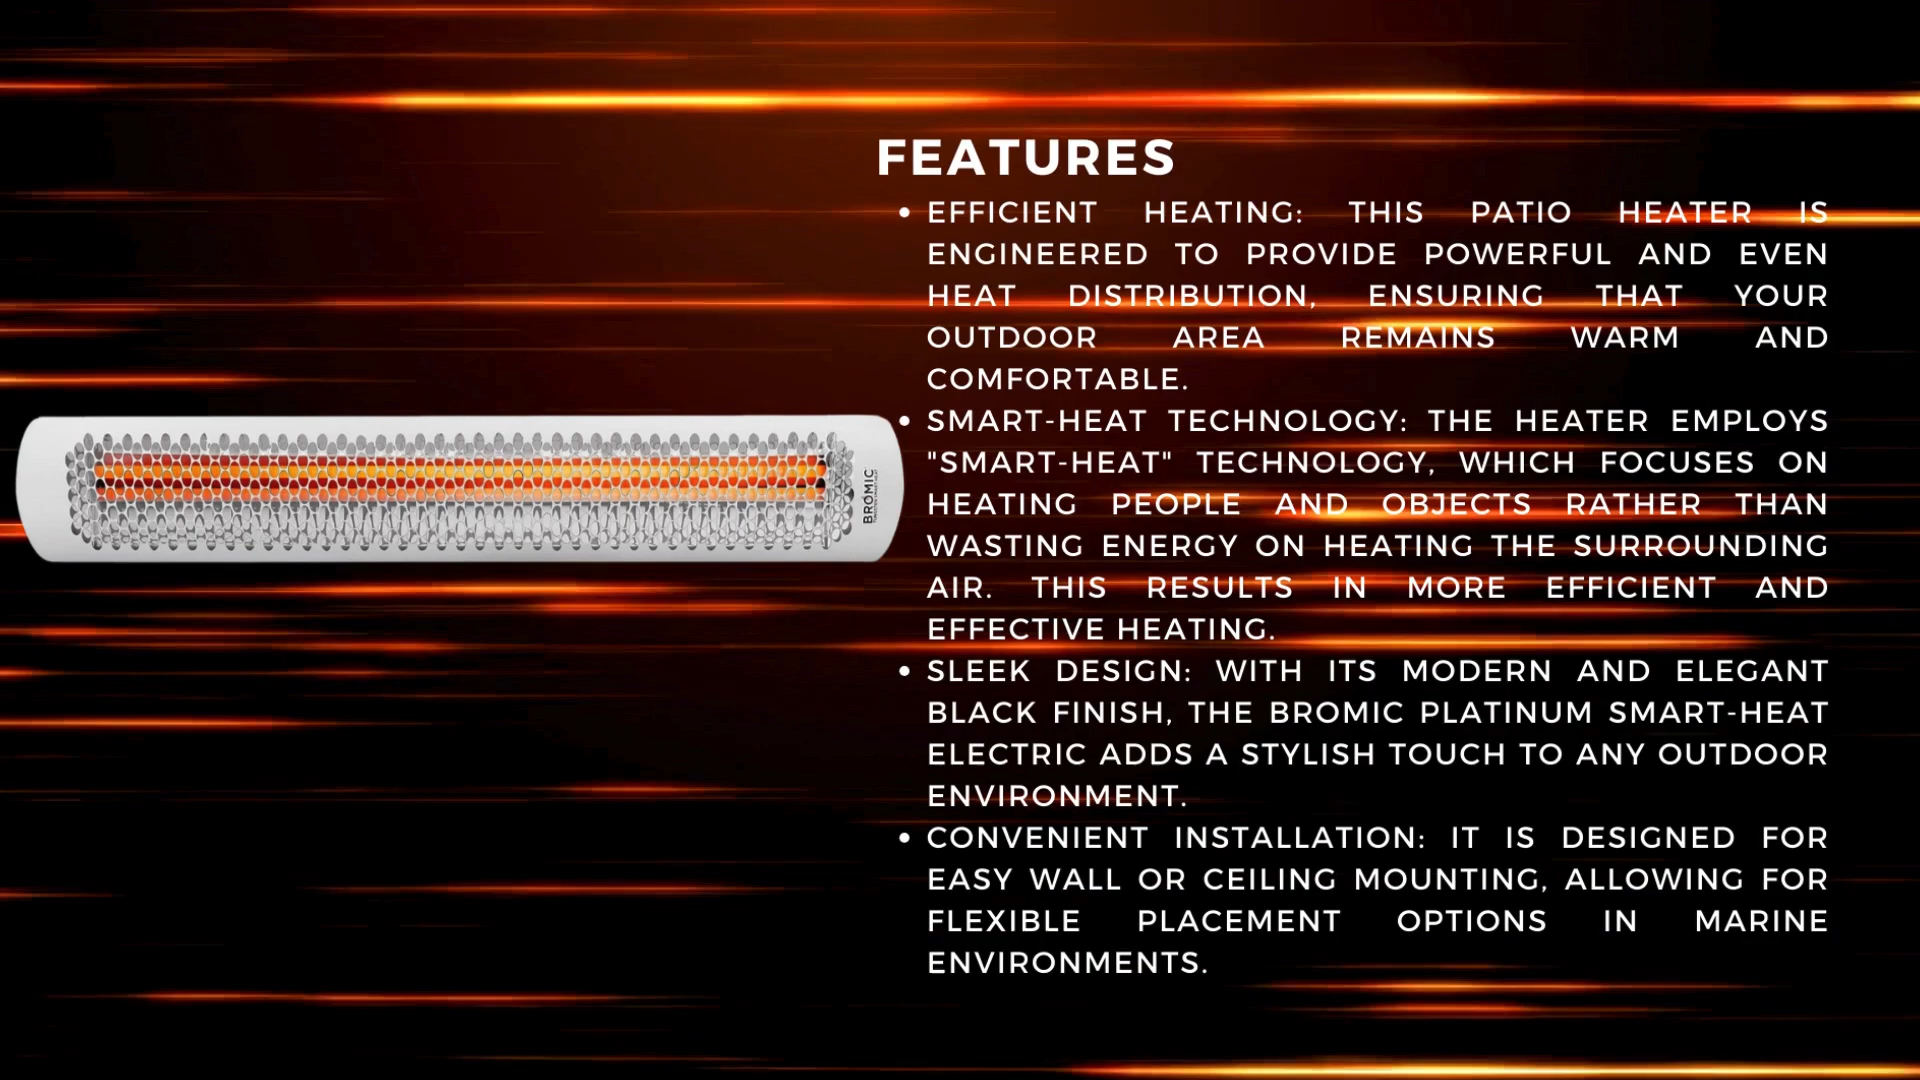 FEATURES
• EFFICIENT HEATING: THIS PATIO HEATER IS
ENGINEERED TO PROVIDE POWERFUL AND EVEN
HEAT DISTRIBUTION, ENSURING THAT YOUR
OUTDOOR AREA REMAINS WARM AND
COMFORTABLE.
• SMART-HEAT TECHNOLOGY: THE HEATER EMPLOYS
"SMART-HEAT" TECHNOLOGY, WHICH FOCUSES ON
HEATING PEOPLE AND OBJECTS RATHER THAN
WASTING ENERGY ON HEATING THE SURROUNDING
AIR. THIS RESULTS IN MORE EFFICIENT AND
EFFECTIVE HEATING.
• SLEEK DESIGN: WITH ITS MODERN AND ELEGANT
BLACK FINISH, THE BROMIC PLATINUM SMART-HEAT
ELECTRIC ADDS A STYLISH TOUCH TO ANY OUTDOOR
ENVIRONMENT.
• CONVENIENT INSTALLATION: IT IS DESIGNED FOR
EASY WALL OR CEILING MOUNTING, ALLOWING FOR
FLEXIBLE PLACEMENT OPTIONS IN MARINE
ENVIRONMENTS.
BROMIC